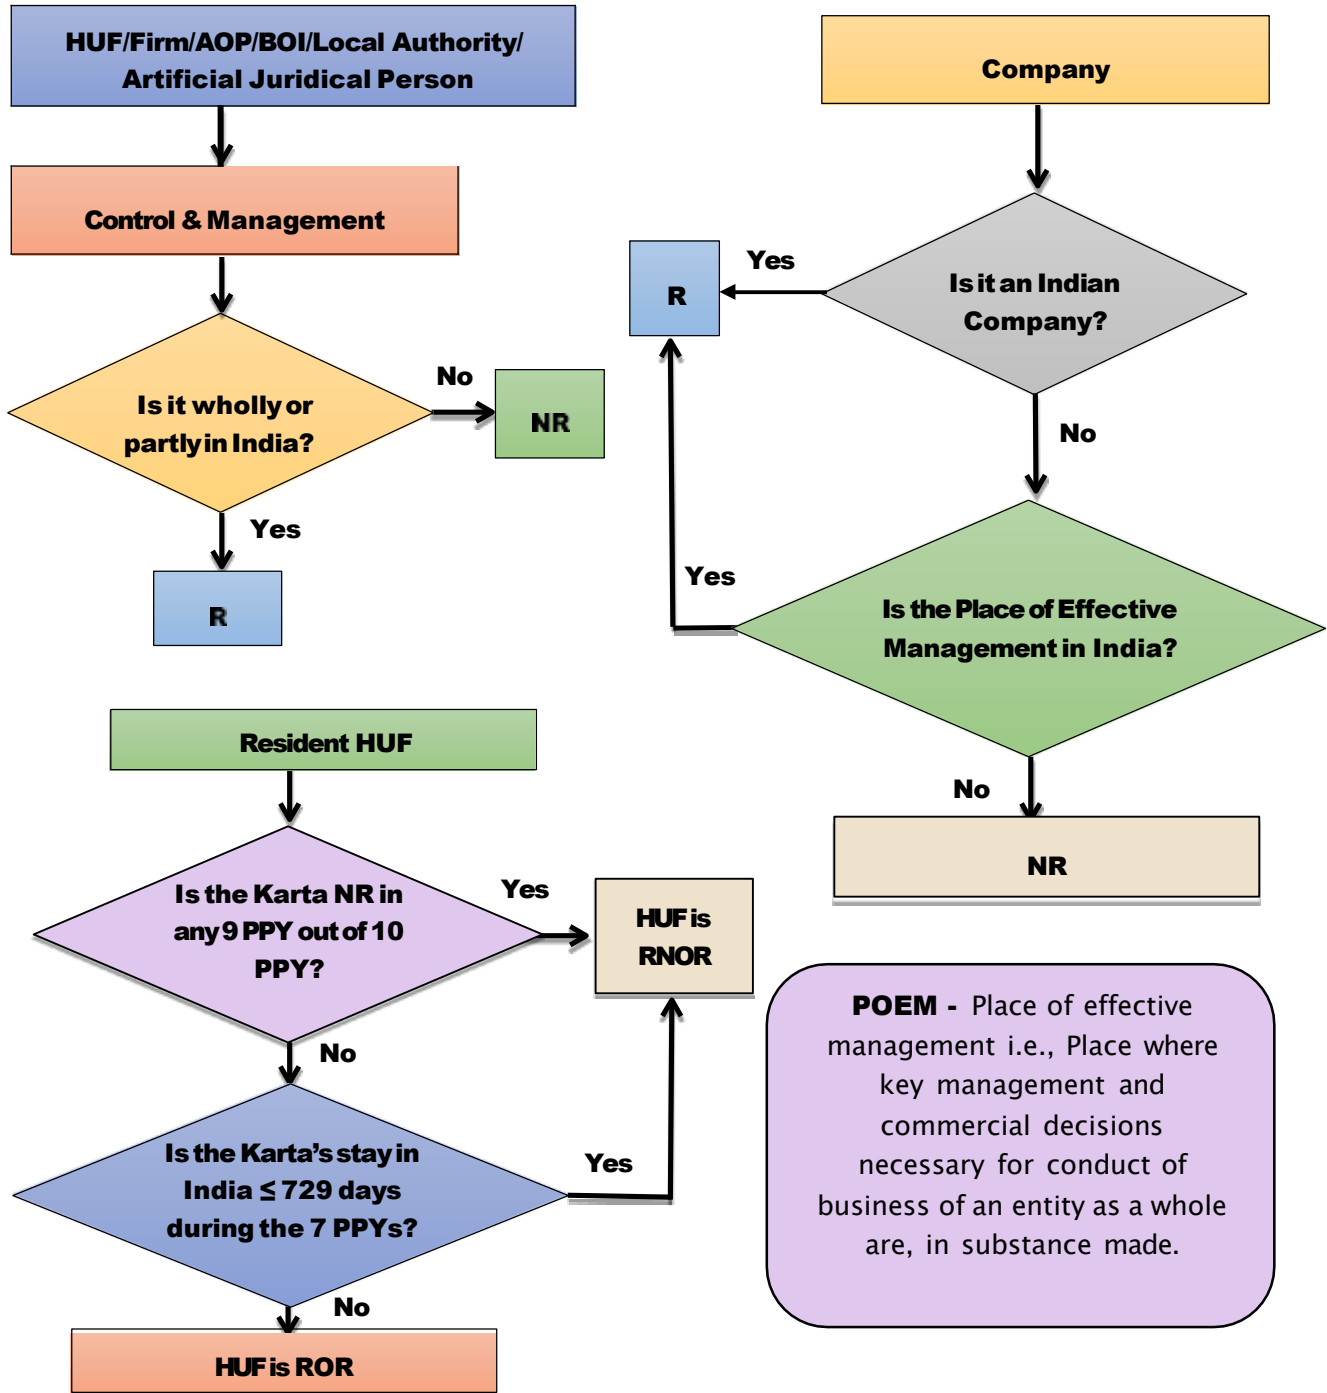 HUF/Firm/AOP/BOI/Local Authority/
Artificial Juridical Person
Control & Management
Is it wholly or
partly in India?
No
NR
Yes
R
Company
Is it an Indian
Company?
Yes
R
No
Is the Place of Effective
Management in India?
Yes
No
NR
Resident HUF
Is the Karta NR in
any 9 PPY out of 10
PPY?
Yes
HUF is
RNOR
No
Is the Karta’s stay in
India ≤ 729 days
during the 7 PPYs?
Yes
No
HUF is ROR
POEM - Place of effective
management i.e., Place where
key management and
commercial decisions
necessary for conduct of
business of an entity as a whole
are, in substance made.